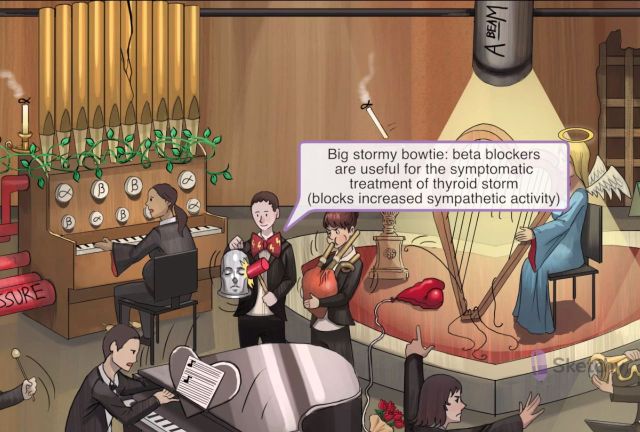 A BEAM
Big stormy bowtie: beta blockers
are useful for the symptomatic
treatment of thyroid storm
(blocks increased sympathetic activity)
α β β α
α α β α
SSURE